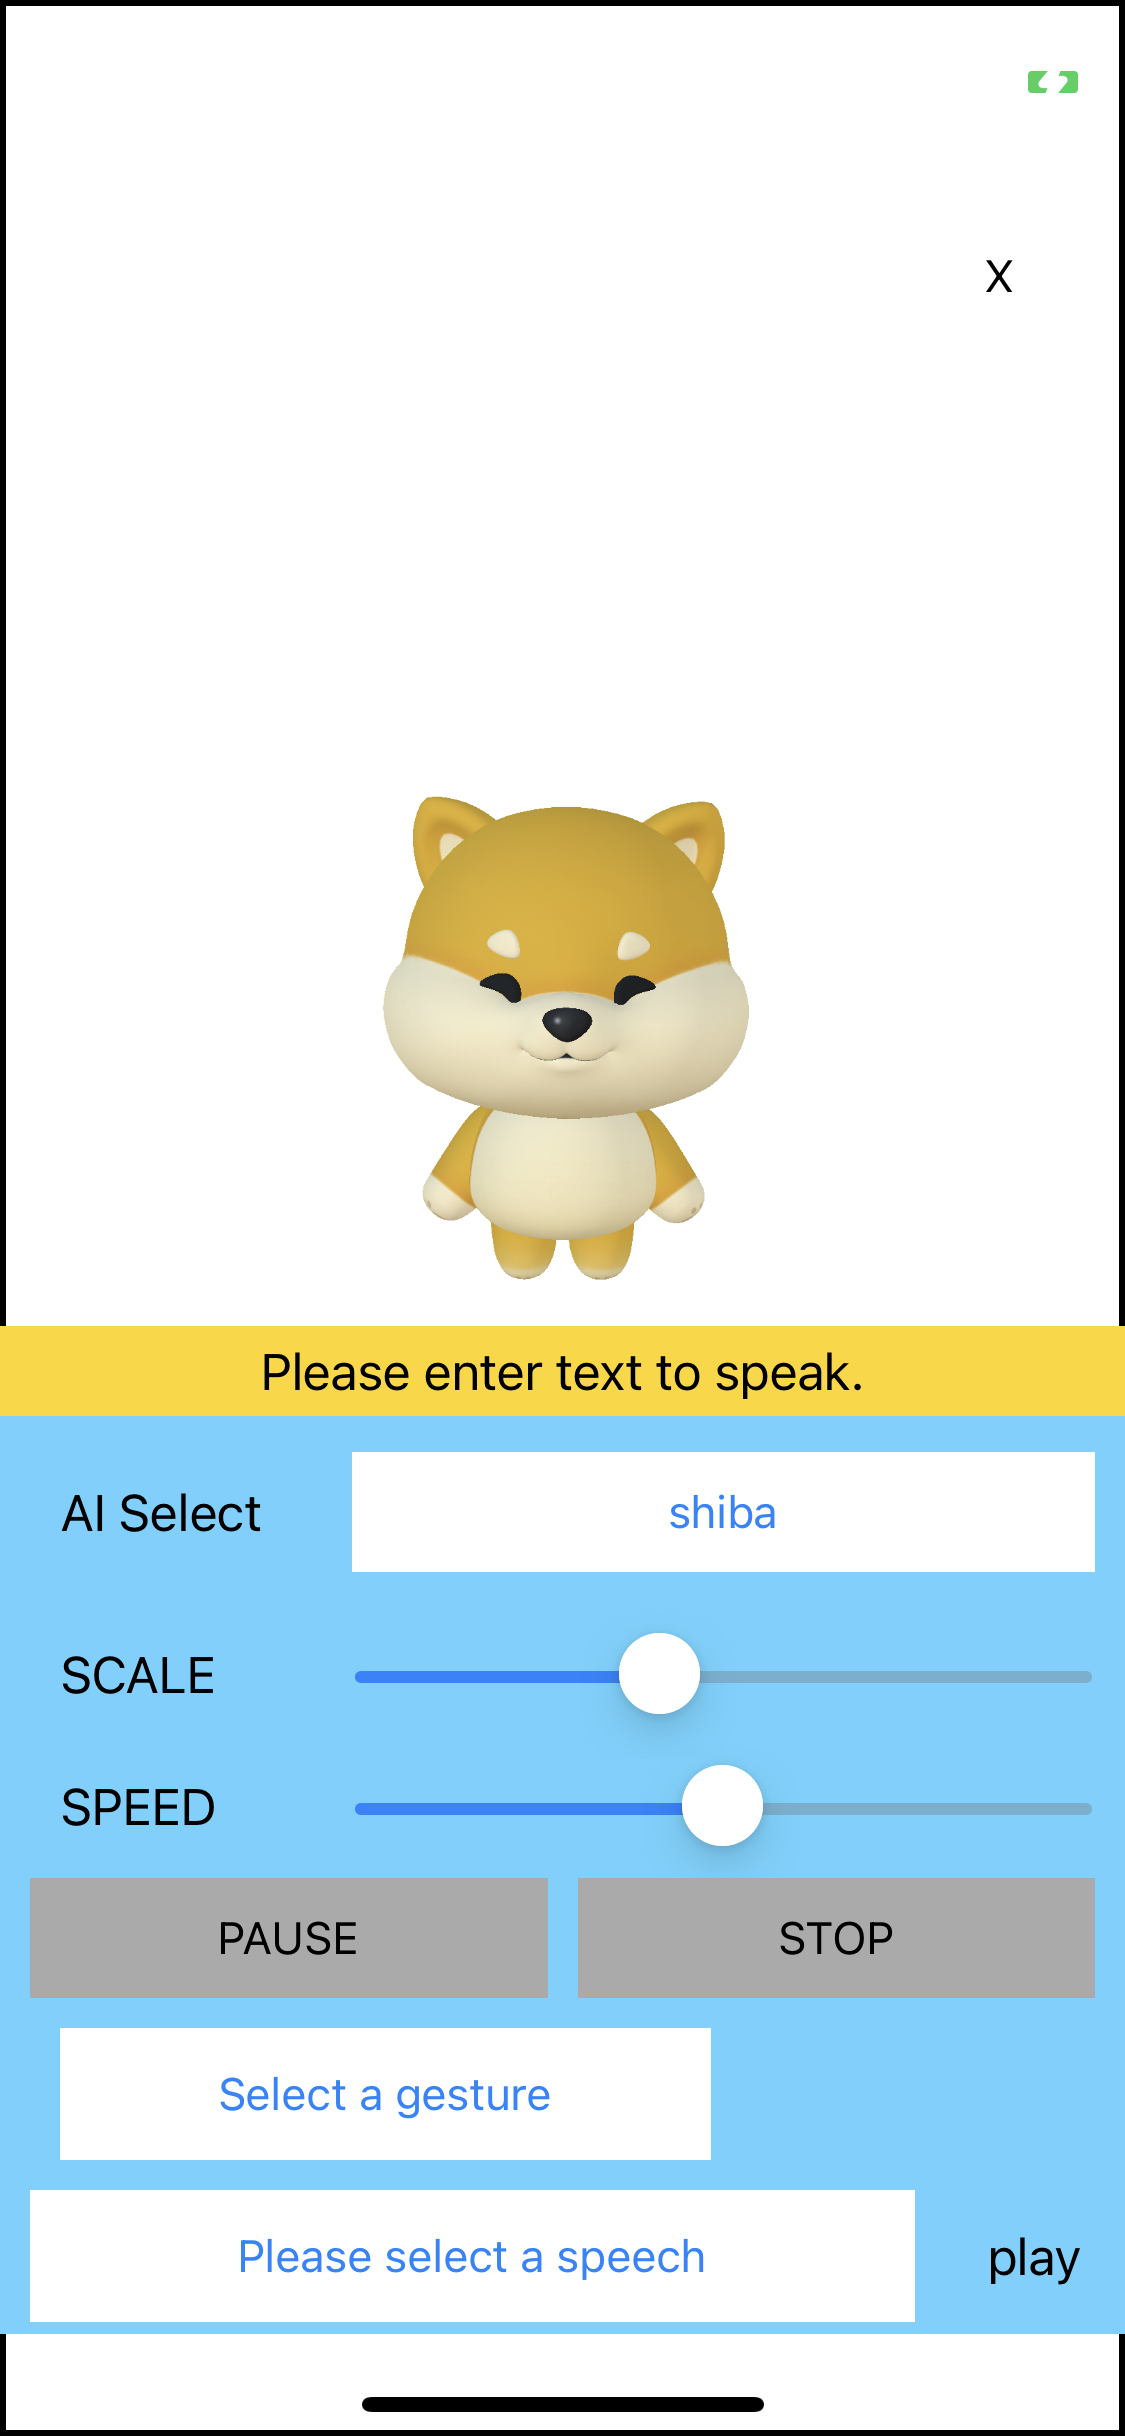 X
Please enter text to speak.
AI Select
shiba
SCALE
SPEED
PAUSE
STOP
Select a gesture
Please select a speech
play